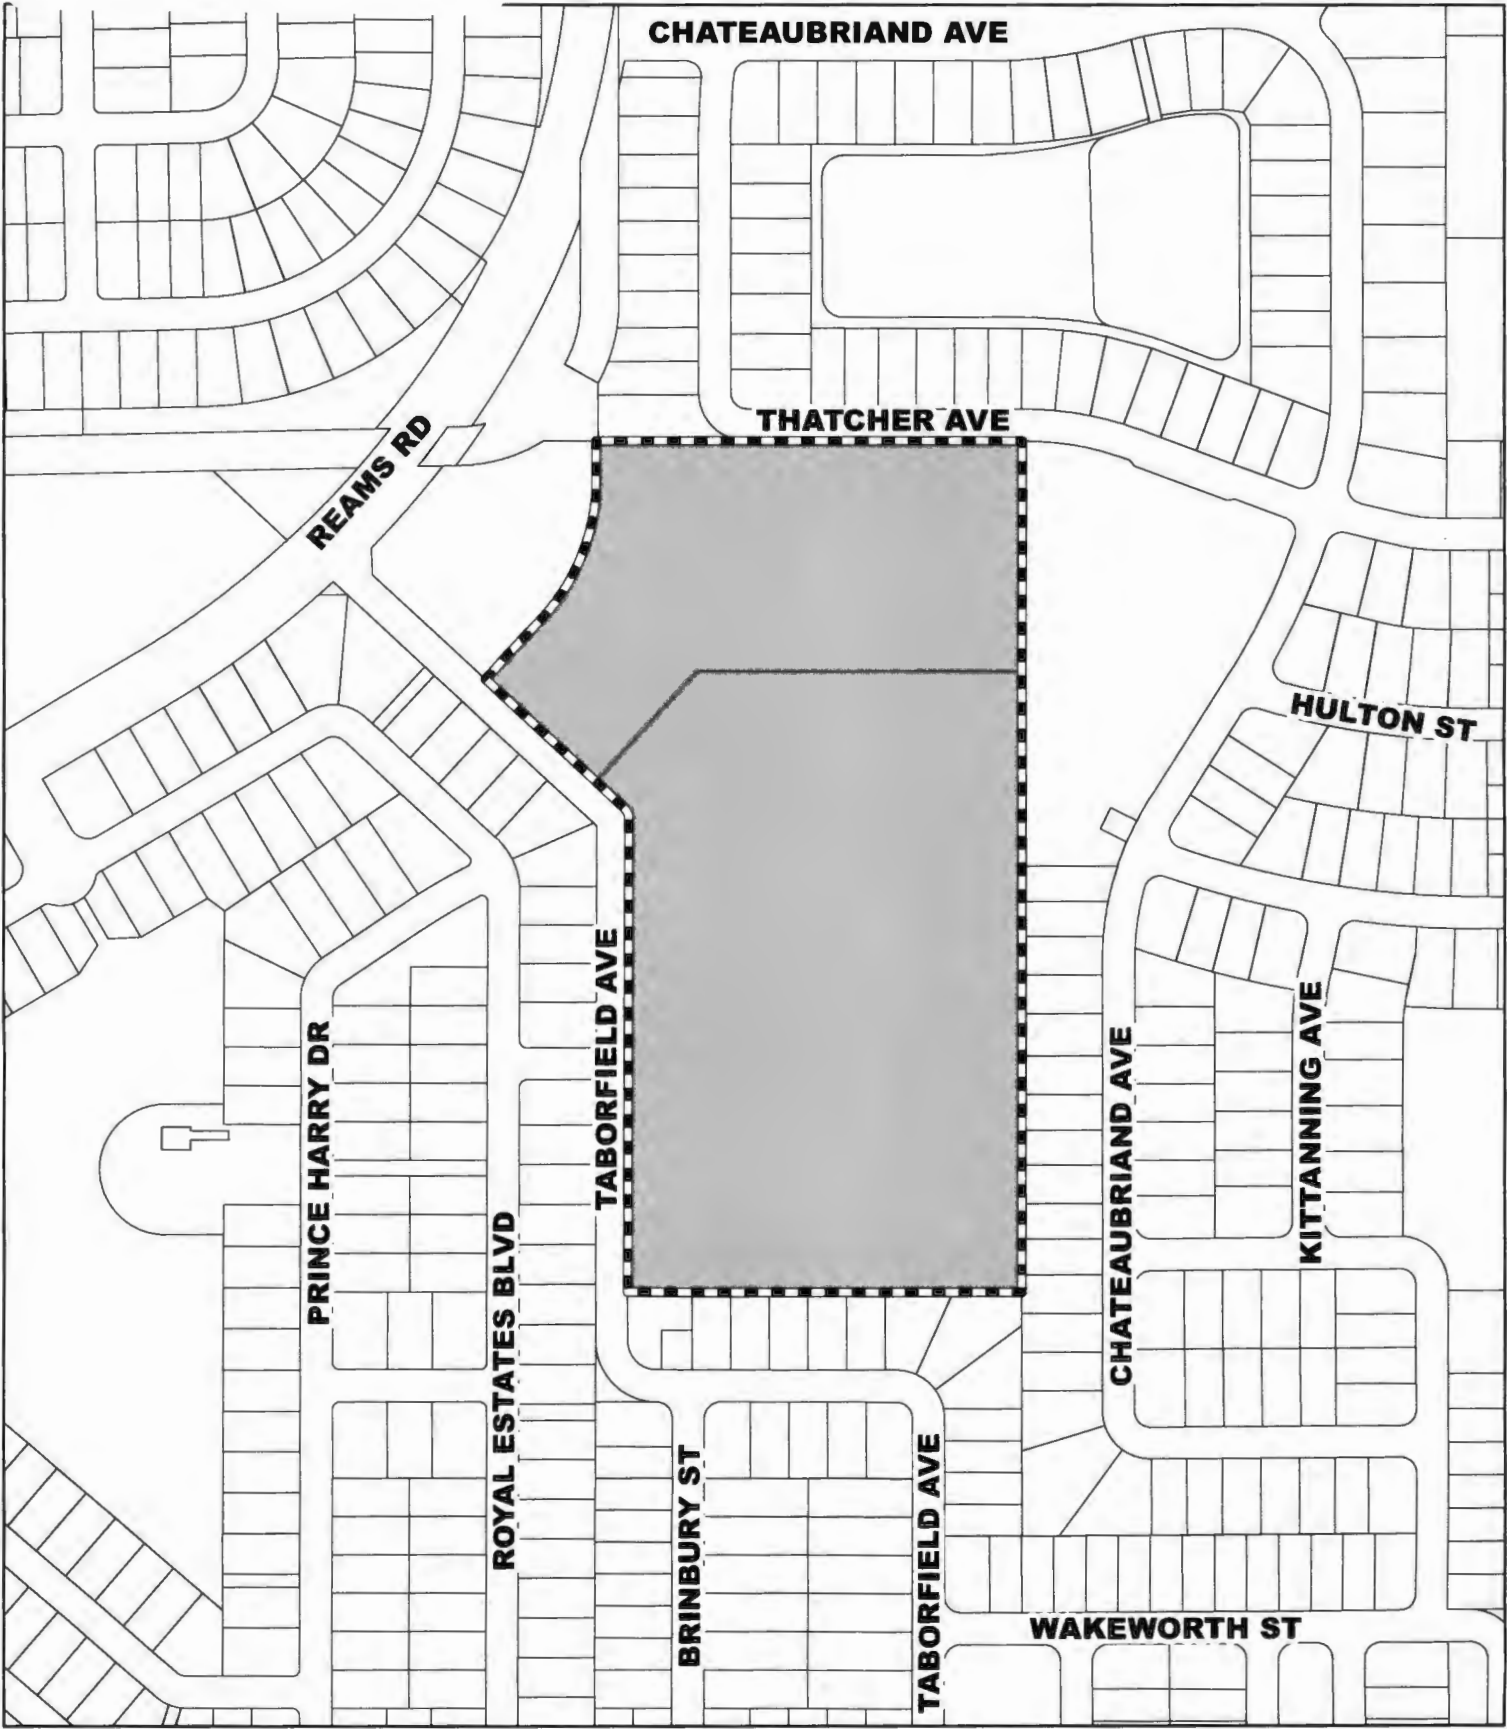 CHATEAUBRIAND AVE
THATCHER AVE
REAMS RD
HULTON ST
TABORFIELD AVE
KITTANNING AVE
PRINCE HARRY DR
CHATEAUBRIAND AVE
ROYAL ESTATES BLVD
BRINBURY ST
TABORFIELD AVE
WAKEWORTH ST